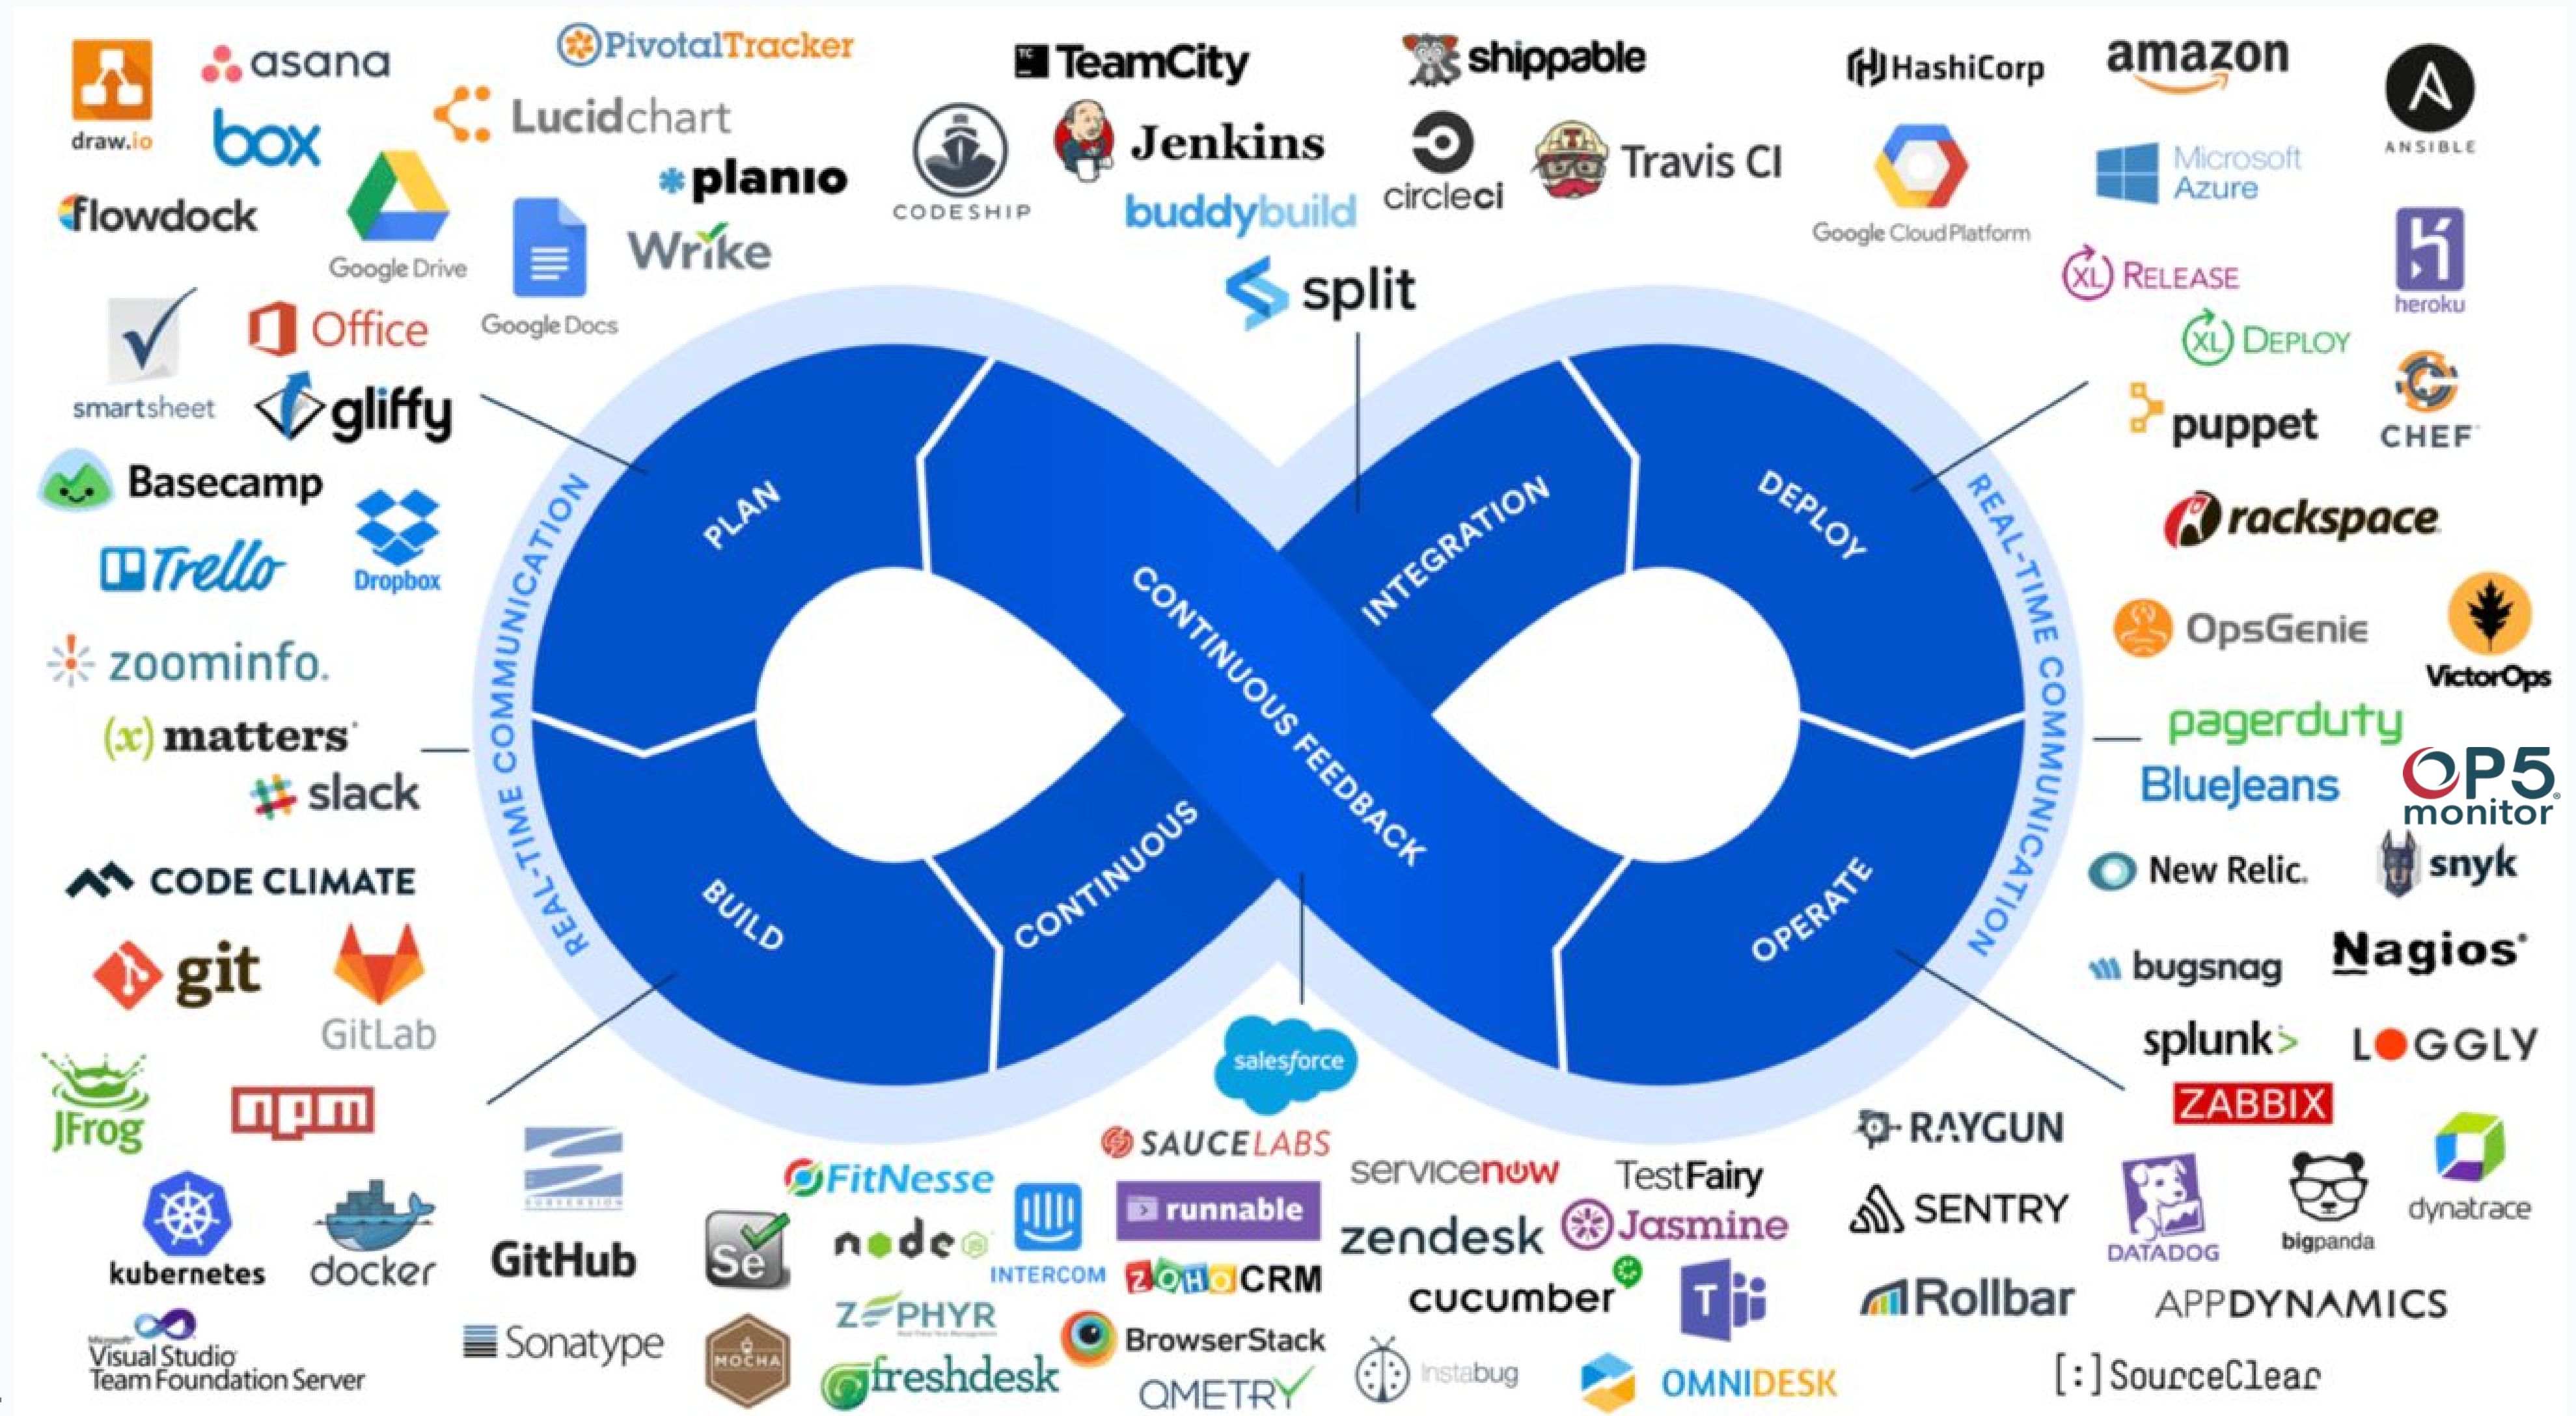 draw.io
asana
PivotalTracker
box
Lucidchart
flowdock
Google Drive
planio
Google Docs
Wrike
smartsheet
Office
gliffy
Basecamp
Trello
Dropbox
zoominfo.
(x) matters
slack
CODE CLIMATE
git
GitLab
JFrog
npm
kubernetes
docker
SUBVERSION
GitHub
Microsoft
Visual Studio
Team Foundation Server
Sonatype
TC
TeamCity
shippable
CODESHIP
Jenkins
circleci
T
Travis CI
buddybuild
split
HashiCorp
amazon
A
ANSIBLE
Google Cloud Platform
Microsoft
Azure
XL RELEASE
heroku
XL DEPLOY
puppet
CHEF
rackspace
OpsGenie
VictorOps
pagerduty
BlueJeans
OP5
monitor
New Relic.
snyk
bugsnag
Nagios®
splunk>
LOGGLY
ZABBIX
RAYGUN
SENTRY
DATADOG
bigpanda
dynatrace
Rollbar
APPDYNAMICS
[:]SourceClear
PLAN
BUILD
CONTINUOUS
INTEGRATION
DEPLOY
OPERATE
CONTINUOUS FEEDBACK
REAL-TIME COMMUNICATION
REAL-TIME COMMUNICATION
salesforce
SAUCELABS
FitNesse
servicenow
TestFairy
Se
node
JS
INTERCOM
runnable
zendesk
Jasmine
ZOHO CRM
cucumber
T
ZEPHYR
MOCHA
BrowserStack
freshdesk
QMETRY
Instabug
OMNIDESK